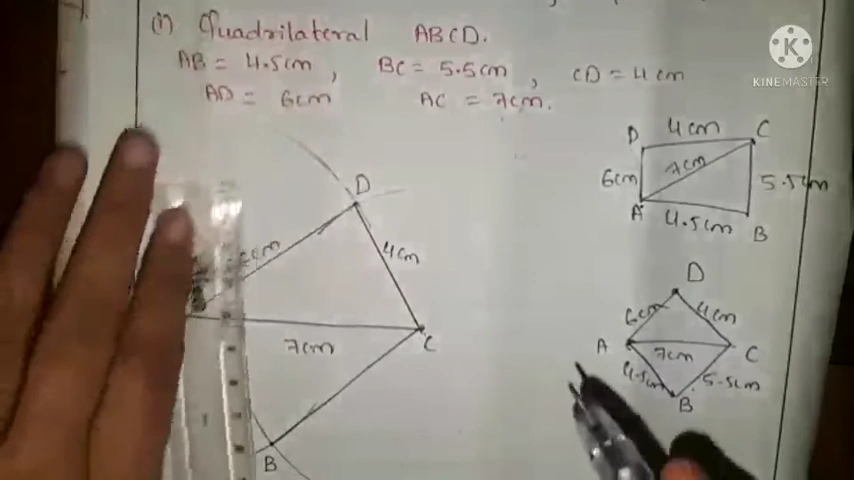 (i) Quadrilateral ABCD.
AB = 4.5cm, BC = 5.5cm, CD = 4cm
AD = 6cm AC = 7cm.
K
KINEMASTER
D 4cm C
6cm 7cm 5.5cm
A 4.5cm B
D
6cm 4cm
A 7cm C
4.5cm 5.5cm
B
D
cm 4cm
7cm C
B